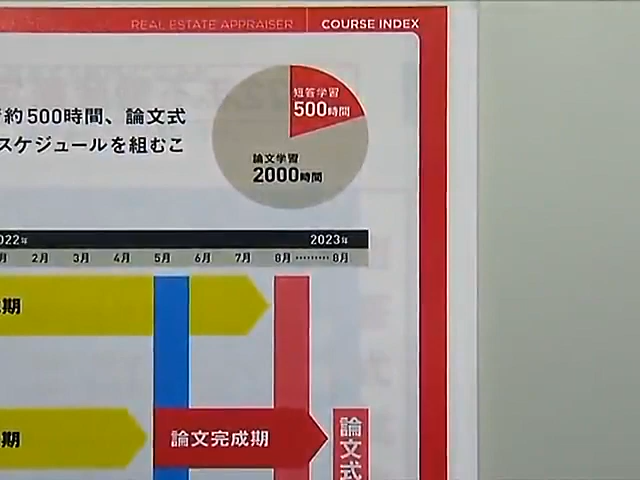 REAL ESTATE APPRAISER COURSE INDEX
約500時間、論文式
スケジュールを組むこ
短答学習
500時間
論文学習
2000時間
022年 2023年
月 2月 3月 4月 5月 6月 7月 8月 ········· 8月
期
期
論文完成期
論文式